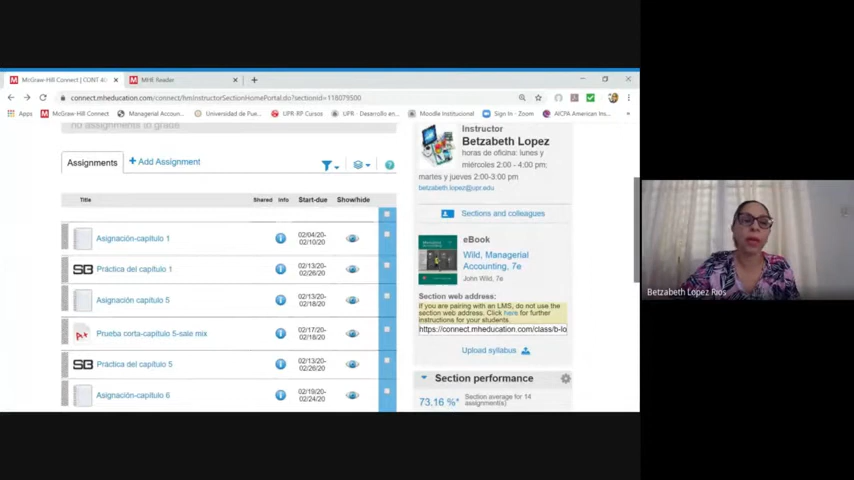 McGraw-Hill Connect | CONT 40
MHE Reader
connect.mheducation.com/connect/hm/instructorSectionHomePortal.do?sectionId=118079500
Apps
McGraw-Hill Connect
Managerial Accoun...
Universidad de Pue...
UPR-RP Cursos
UPR - Desarrollo en...
Moodle Institucional
Sign In - Zoom
AICPA American Ins...
no assignments to grade
Assignments
+ Add Assignment
Title
Shared
Info
Start-due
Show/hide
Asignación-capítulo 1
02/04/20-
02/10/20
SB
Práctica del capítulo 1
02/13/20-
02/26/20
Asignación capítulo 5
02/13/20-
02/18/20
A+
Prueba corta-capítulo 5-sale mix
02/17/20-
02/18/20
SB
Práctica del capítulo 5
02/13/20-
02/26/20
Asignación-capítulo 6
02/19/20-
02/24/20
Instructor
Betzabeth Lopez
horas de oficina: lunes y
miércoles 2:00 - 4:00 pm;
martes y jueves 2:00-3:00 pm
betzabeth.lopez@upr.edu
Sections and colleagues
eBook
Wild, Managerial
Accounting, 7e
John Wild, 7e
Section web address:
If you are pairing with an LMS, do not use the
section web address. Click here for further
instructions for your students.
https://connect.mheducation.com/class/b-lo
Upload syllabus
Section performance
73.16 %*
Section average for 14
assignment(s)
Betzabeth Lopez Rios